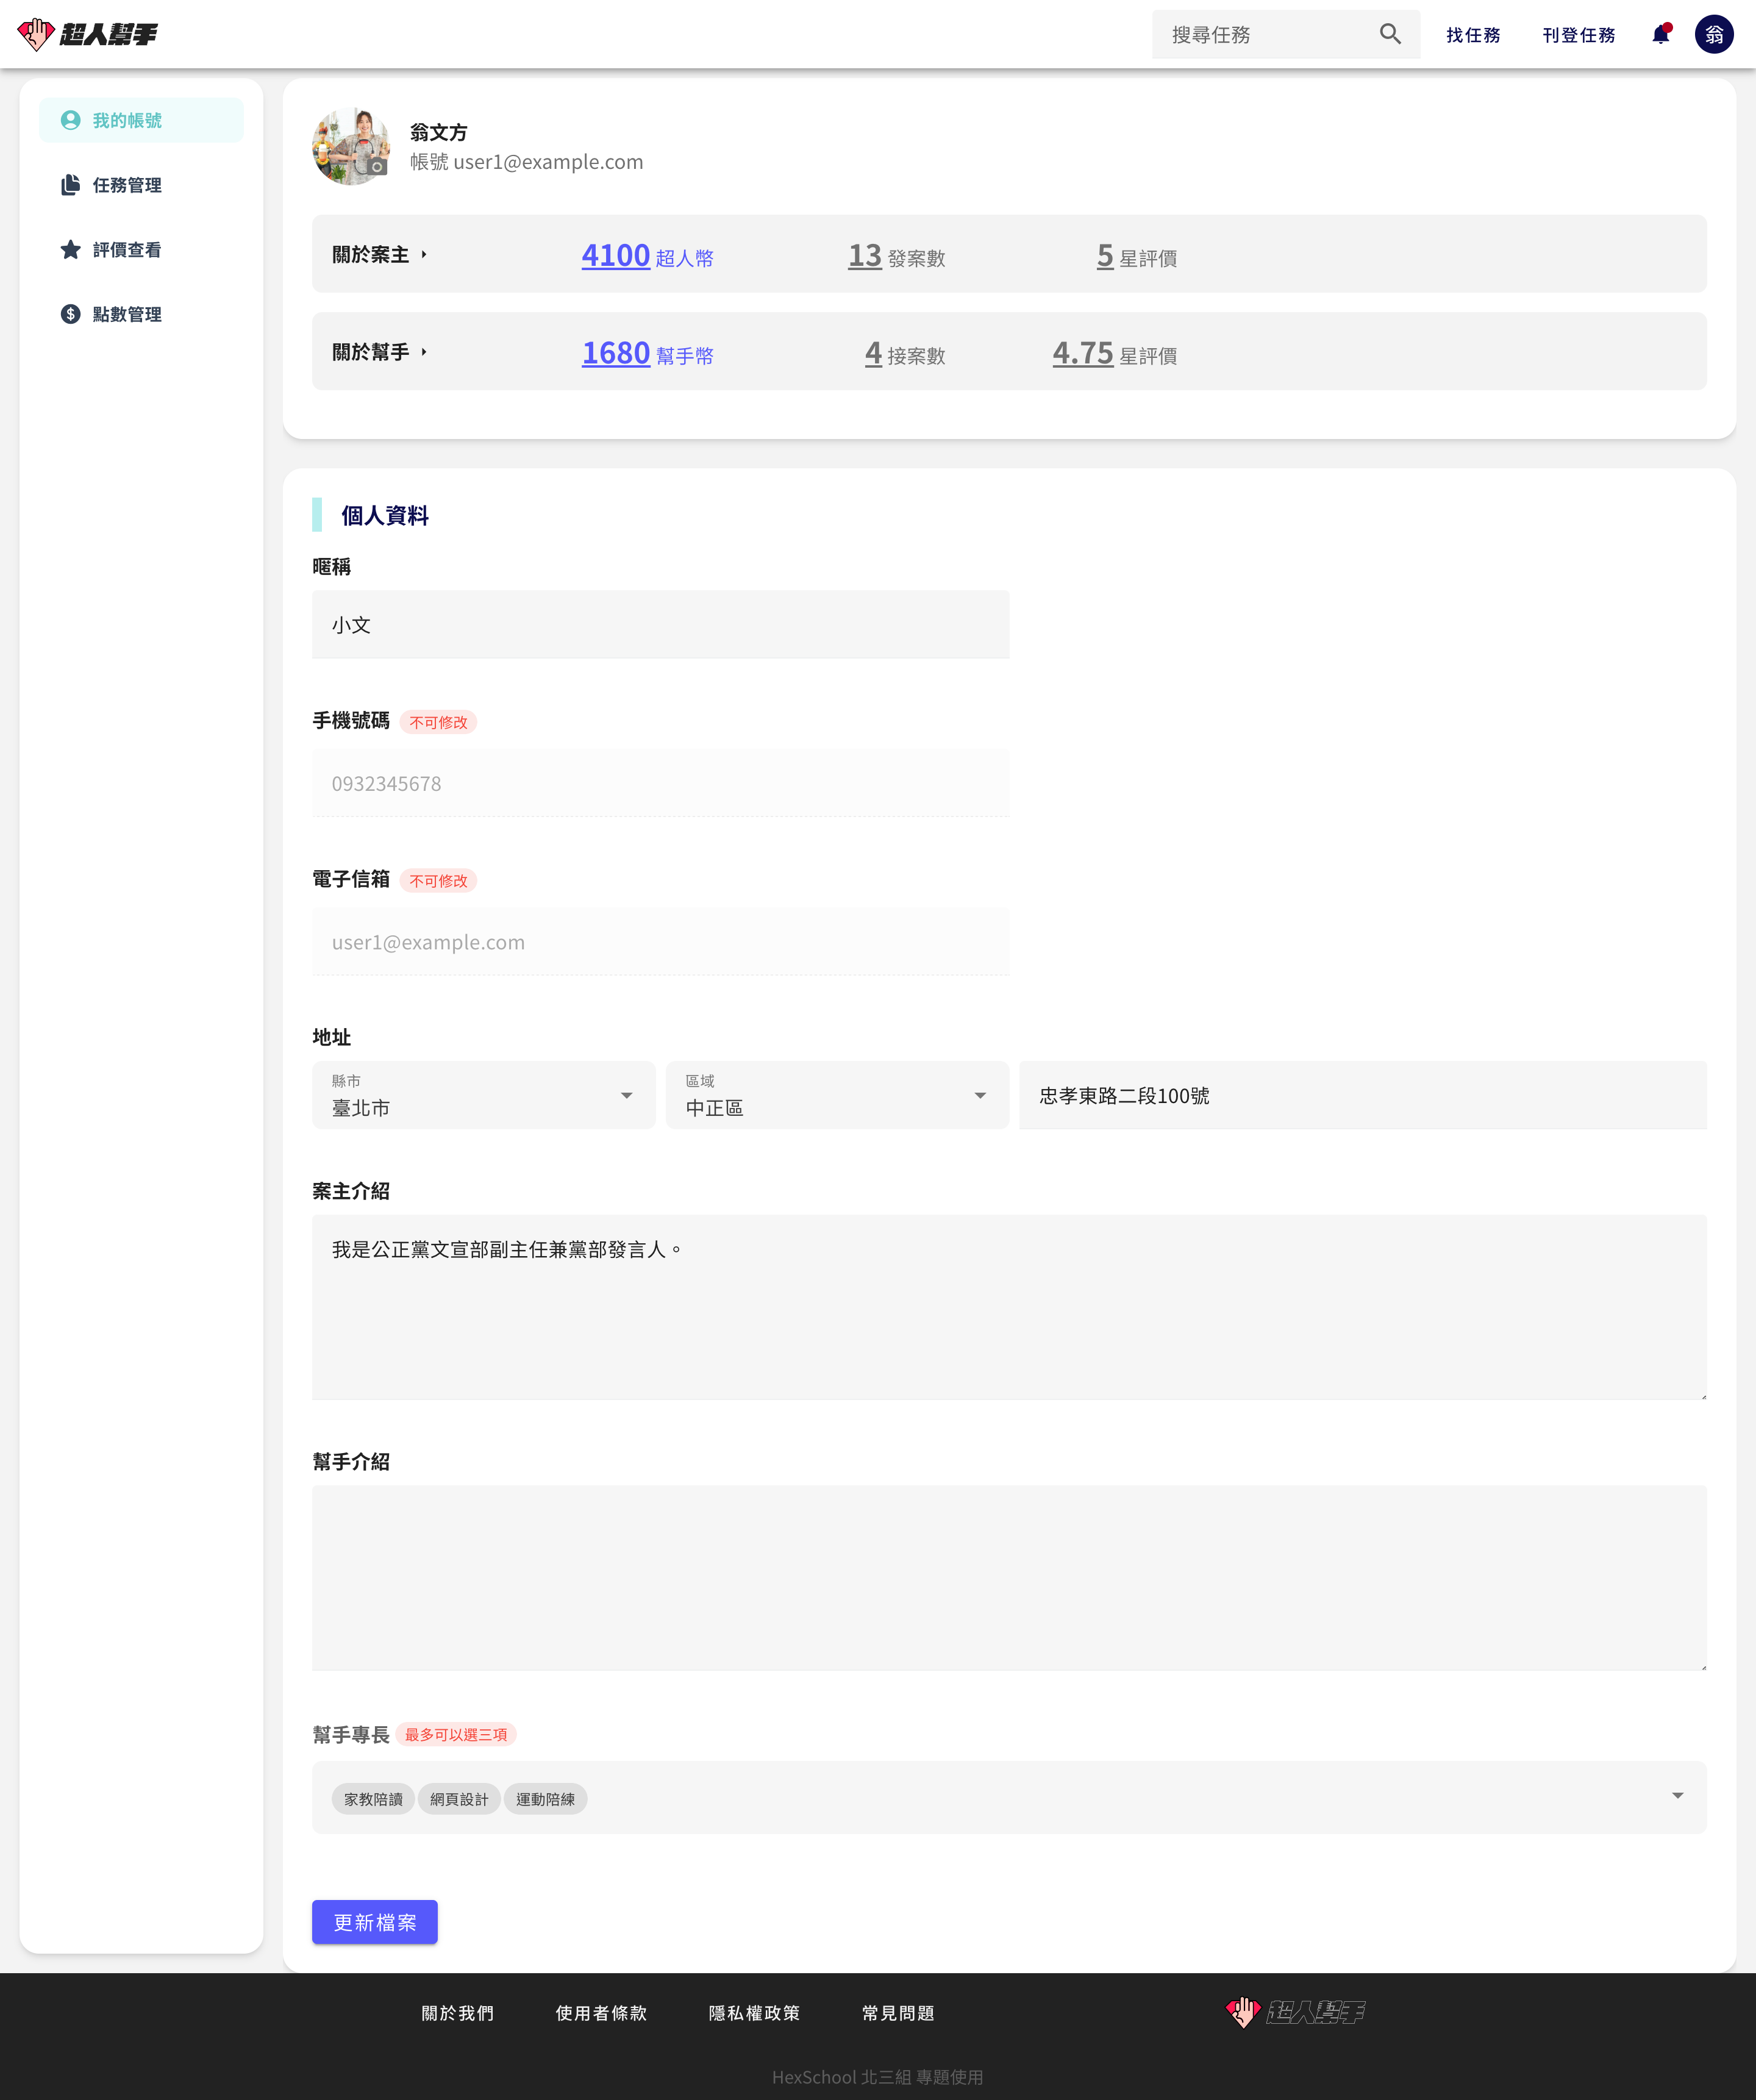 超人幫手
搜尋任務
找任務
刊登任務
翁
我的帳號
任務管理
評價查看
點數管理
翁文方
帳號 user1@example.com
關於案主 4100 超人幣 13 發案數 5 星評價
關於幫手 1680 幫手幣 4 接案數 4.75 星評價
個人資料
暱稱
小文
手機號碼 不可修改
0932345678
電子信箱 不可修改
user1@example.com
地址
縣市
臺北市
區域
中正區
忠孝東路二段100號
案主介紹
我是公正黨文宣部副主任兼黨部發言人。
幫手介紹
幫手專長 最多可以選三項
家教陪讀 網頁設計 運動陪練
更新檔案
關於我們 使用者條款 隱私權政策 常見問題
超人幫手
HexSchool 北三組 專題使用